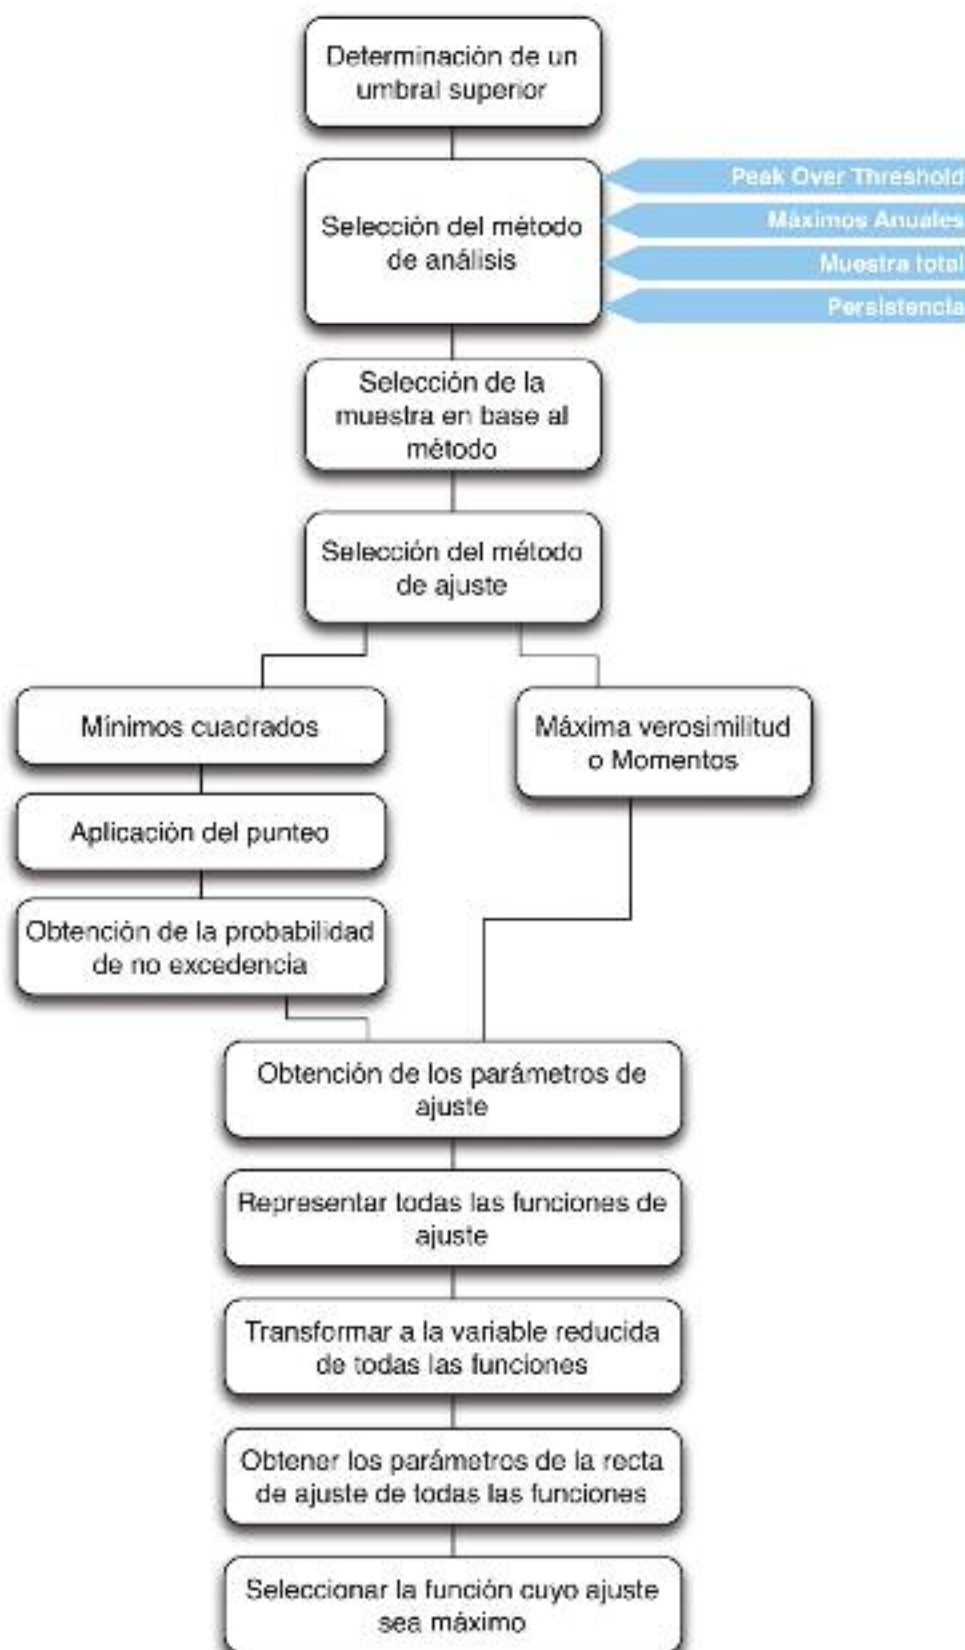 Determinación de un
umbral superior
Selección del método
de análisis
Peak Over Threshold
Máximos Anuales
Muestra total
Persistencia
Selección de la
muestra en base al
método
Selección del método
de ajuste
Mínimos cuadrados
Máxima verosimilitud
o Momentos
Aplicación del punteo
Obtención de la probabilidad
de no excedencia
Obtención de los parámetros de
ajuste
Representar todas las funciones de
ajuste
Transformar a la variable reducida
de todas las funciones
Obtener los parámetros de la recta
de ajuste de todas las funciones
Seleccionar la función cuyo ajuste
sea máximo